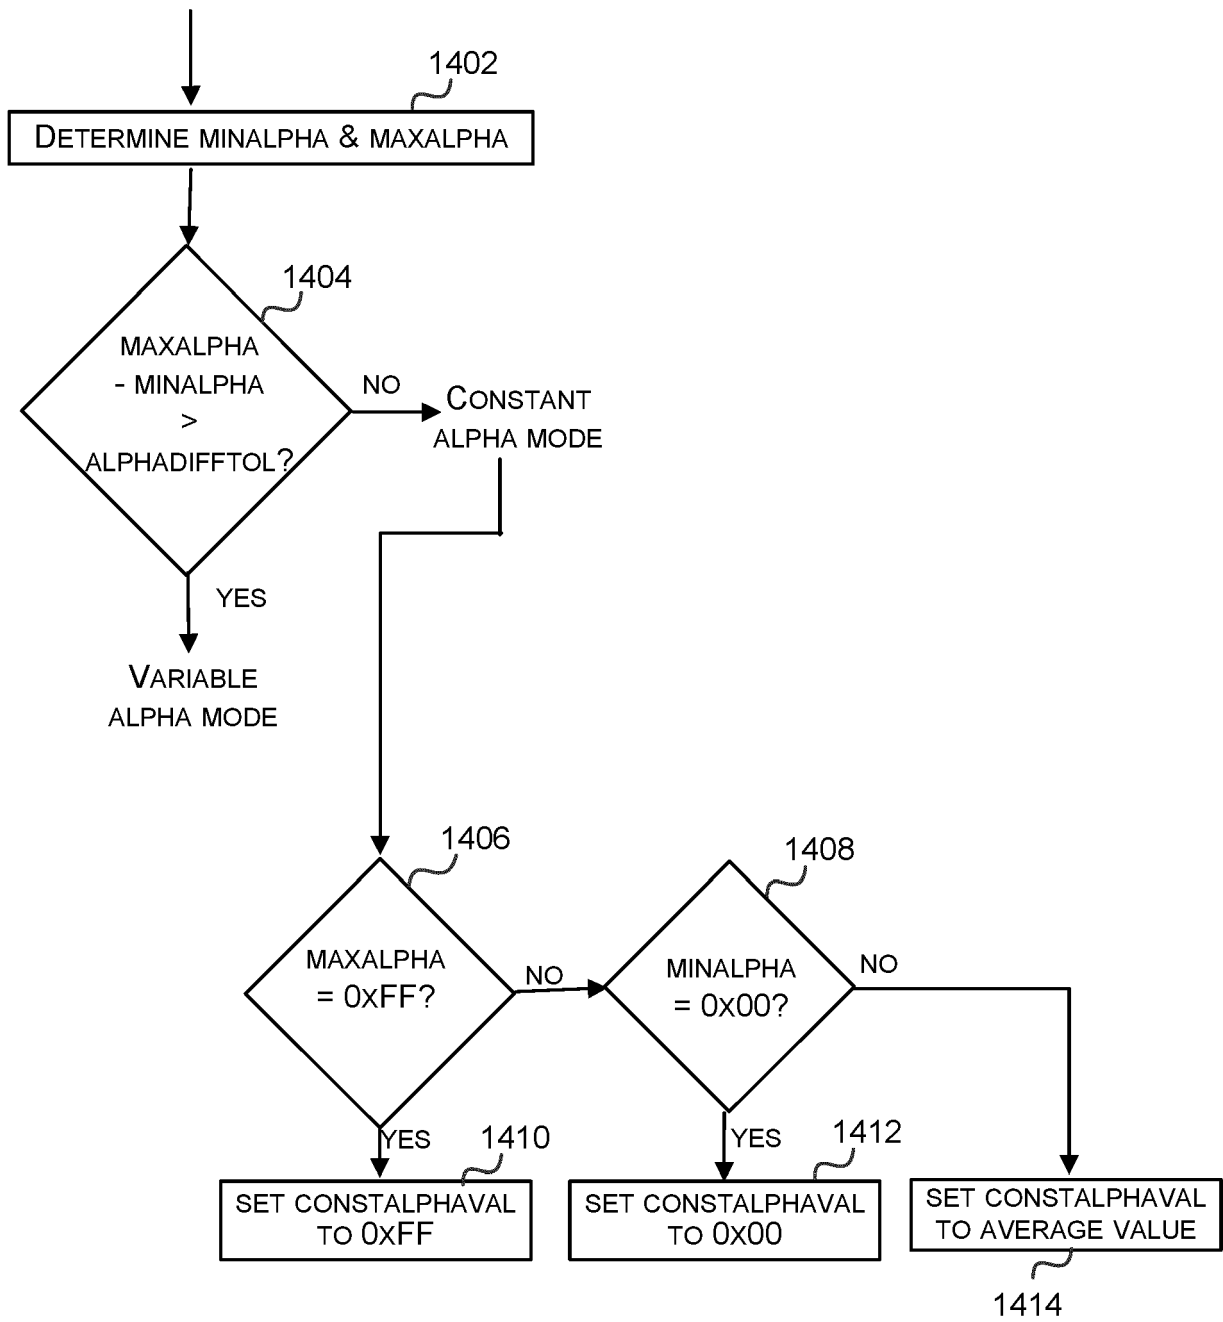 1402
DETERMINE MINALPHA & MAXALPHA
1404
MAXALPHA
- MINALPHA
>
ALPHADIFFTOL?
NO
CONSTANT
ALPHA MODE
YES
VARIABLE
ALPHA MODE
1406
MAXALPHA
= 0XFF?
NO
1408
MINALPHA
= 0X00?
NO
YES
1410
SET CONSTALPHAVAL
TO 0XFF
YES
1412
SET CONSTALPHAVAL
TO 0X00
SET CONSTALPHAVAL
TO AVERAGE VALUE
1414